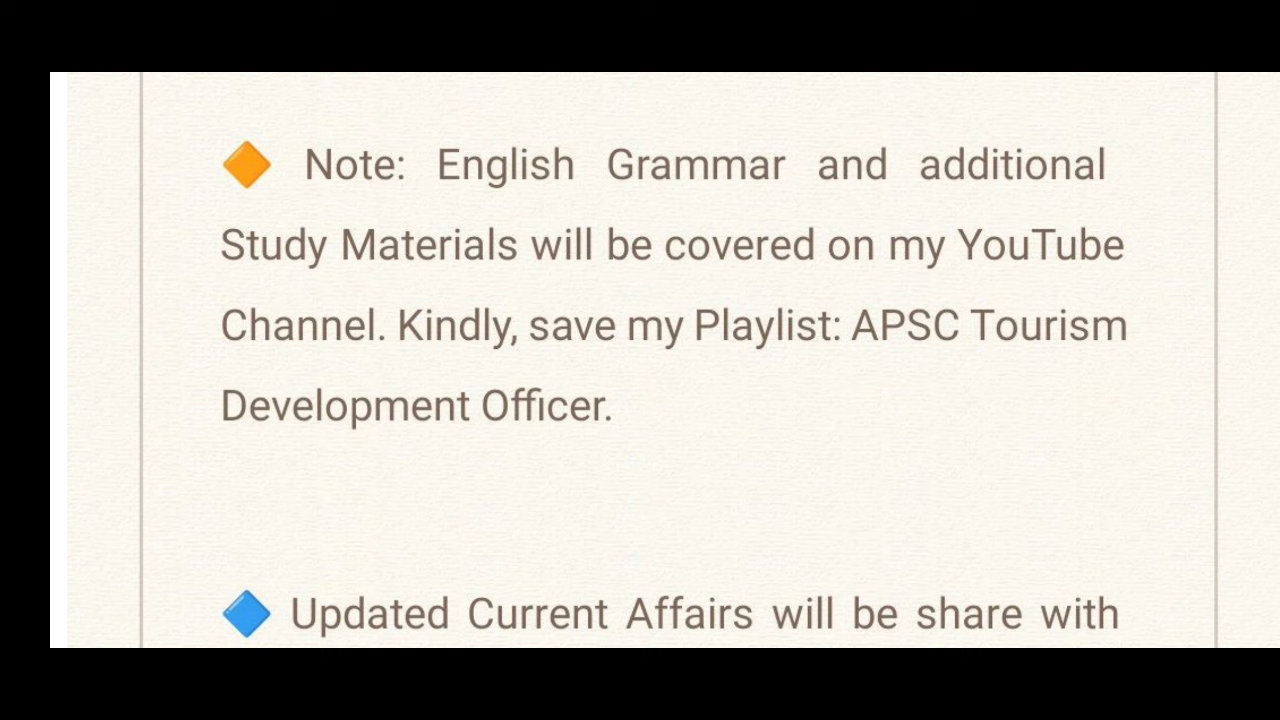 🔶 Note: English Grammar and additional
Study Materials will be covered on my YouTube
Channel. Kindly, save my Playlist: APSC Tourism
Development Officer.
🔷 Updated Current Affairs will be share with